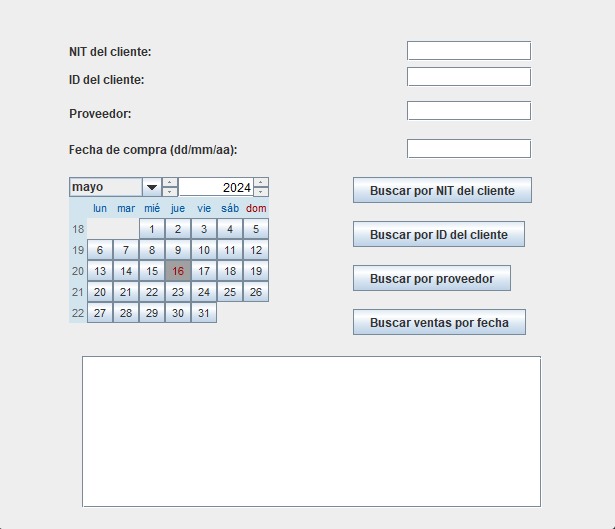 NIT del cliente:
ID del cliente:
Proveedor:
Fecha de compra (dd/mm/aa):
mayo 2024
lun mar mié jue vie sáb dom
18 1 2 3 4 5
19 6 7 8 9 10 11 12
20 13 14 15 16 17 18 19
21 20 21 22 23 24 25 26
22 27 28 29 30 31
Buscar por NIT del cliente
Buscar por ID del cliente
Buscar por proveedor
Buscar ventas por fecha